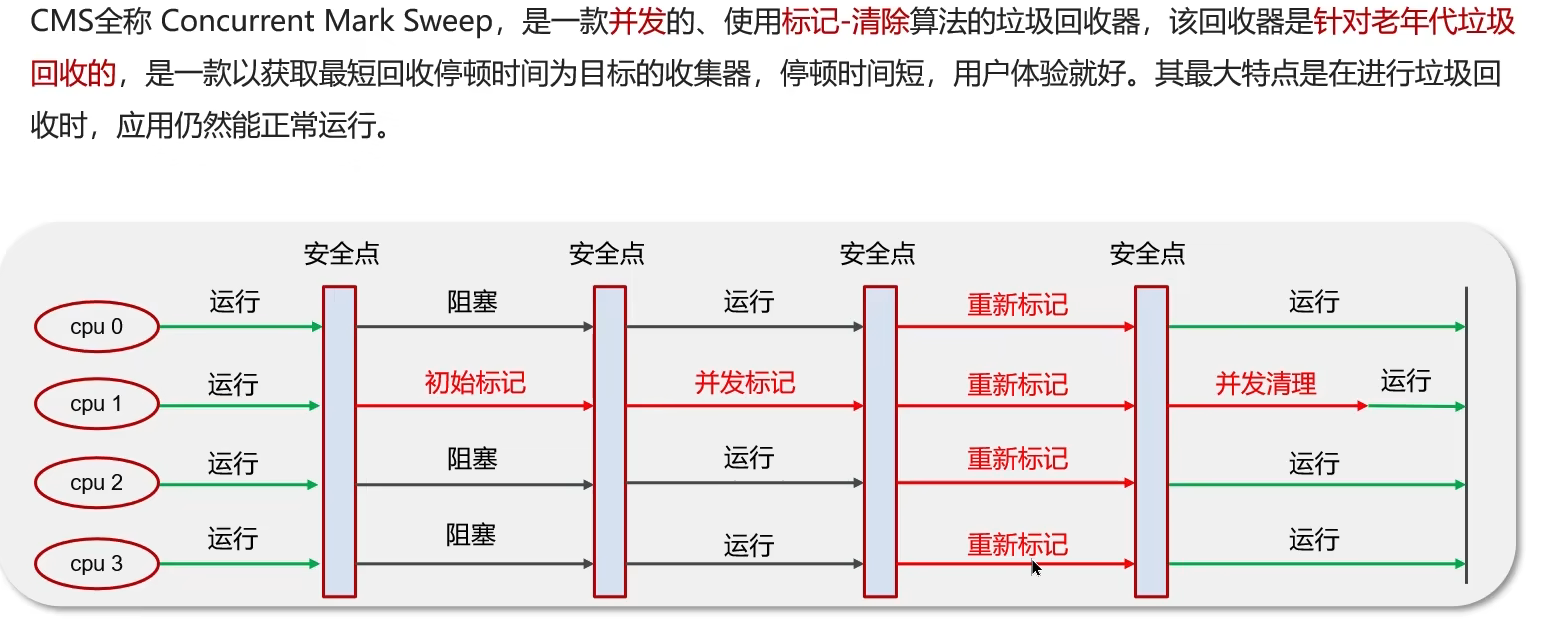 CMS全称 Concurrent Mark Sweep，是一款并发的、使用标记-清除算法的垃圾回收器，该回收器是针对老年代垃圾
回收的，是一款以获取最短回收停顿时间为目标的收集器，停顿时间短，用户体验就好。其最大特点是在进行垃圾回
收时，应用仍然能正常运行。
安全点 安全点 安全点 安全点
运行 阻塞 运行 重新标记 运行
cpu 0
运行 初始标记 并发标记 重新标记 并发清理 运行
cpu 1
运行 阻塞 运行 重新标记 运行
cpu 2
运行 阻塞 运行 重新标记 运行
cpu 3